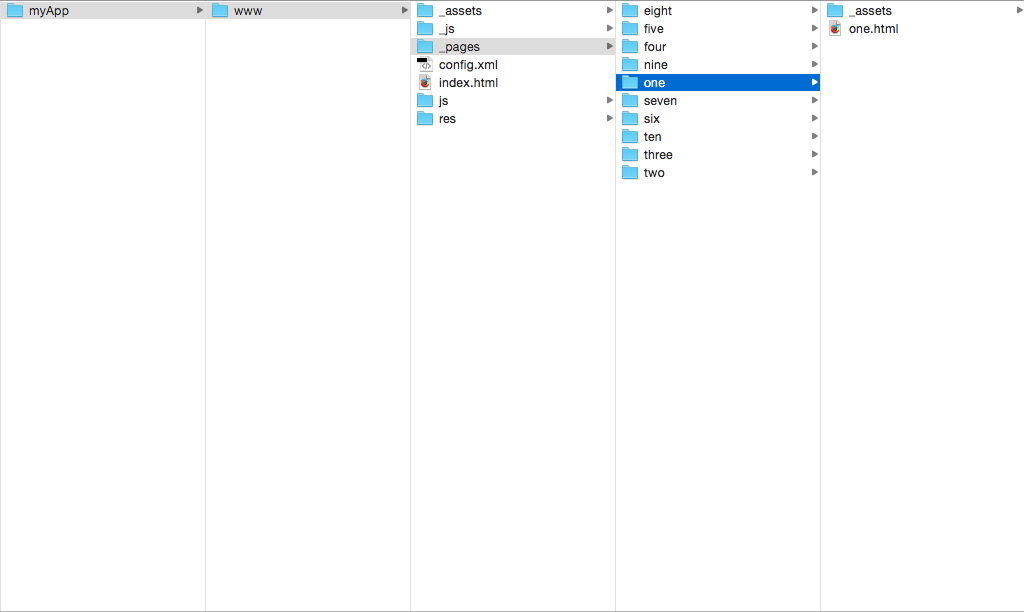 myApp
www
_assets
_js
_pages
config.xml
index.html
js
res
eight
five
four
nine
one
seven
six
ten
three
two
_assets
one.html